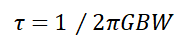 τ = 1 / 2πGBW